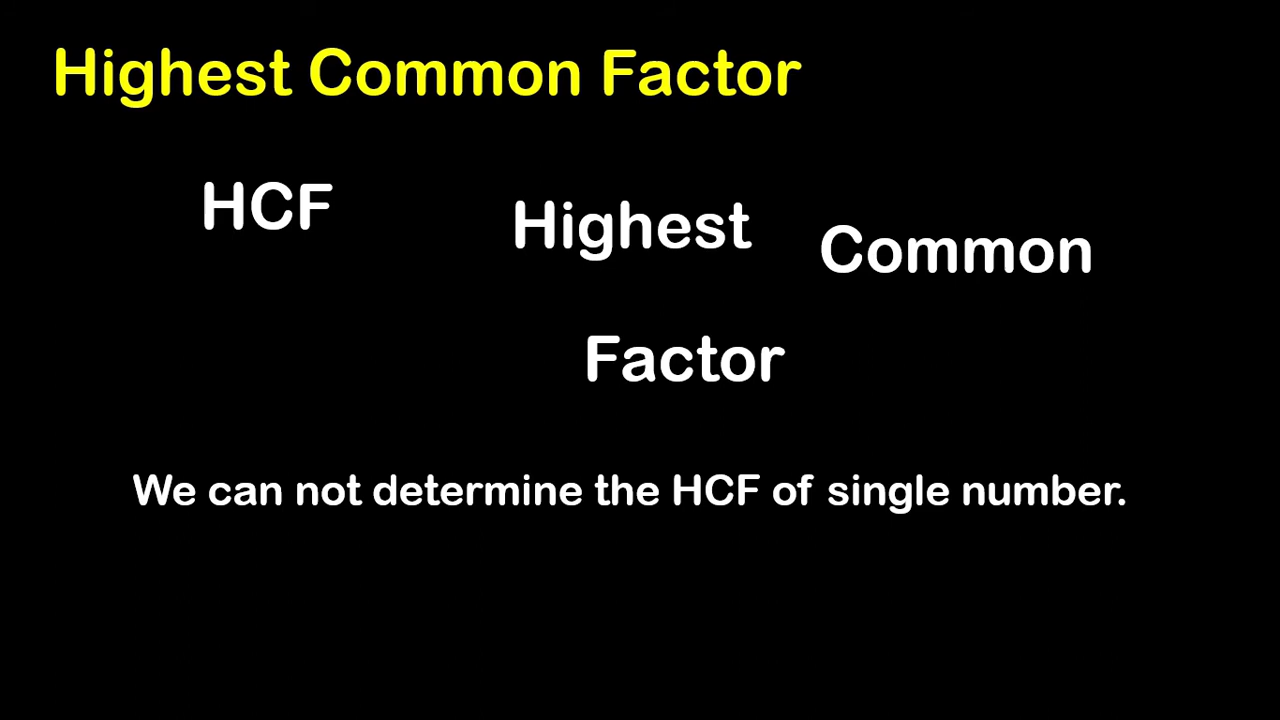 Highest Common Factor
HCF
Highest
Common
Factor
We can not determine the HCF of single number.